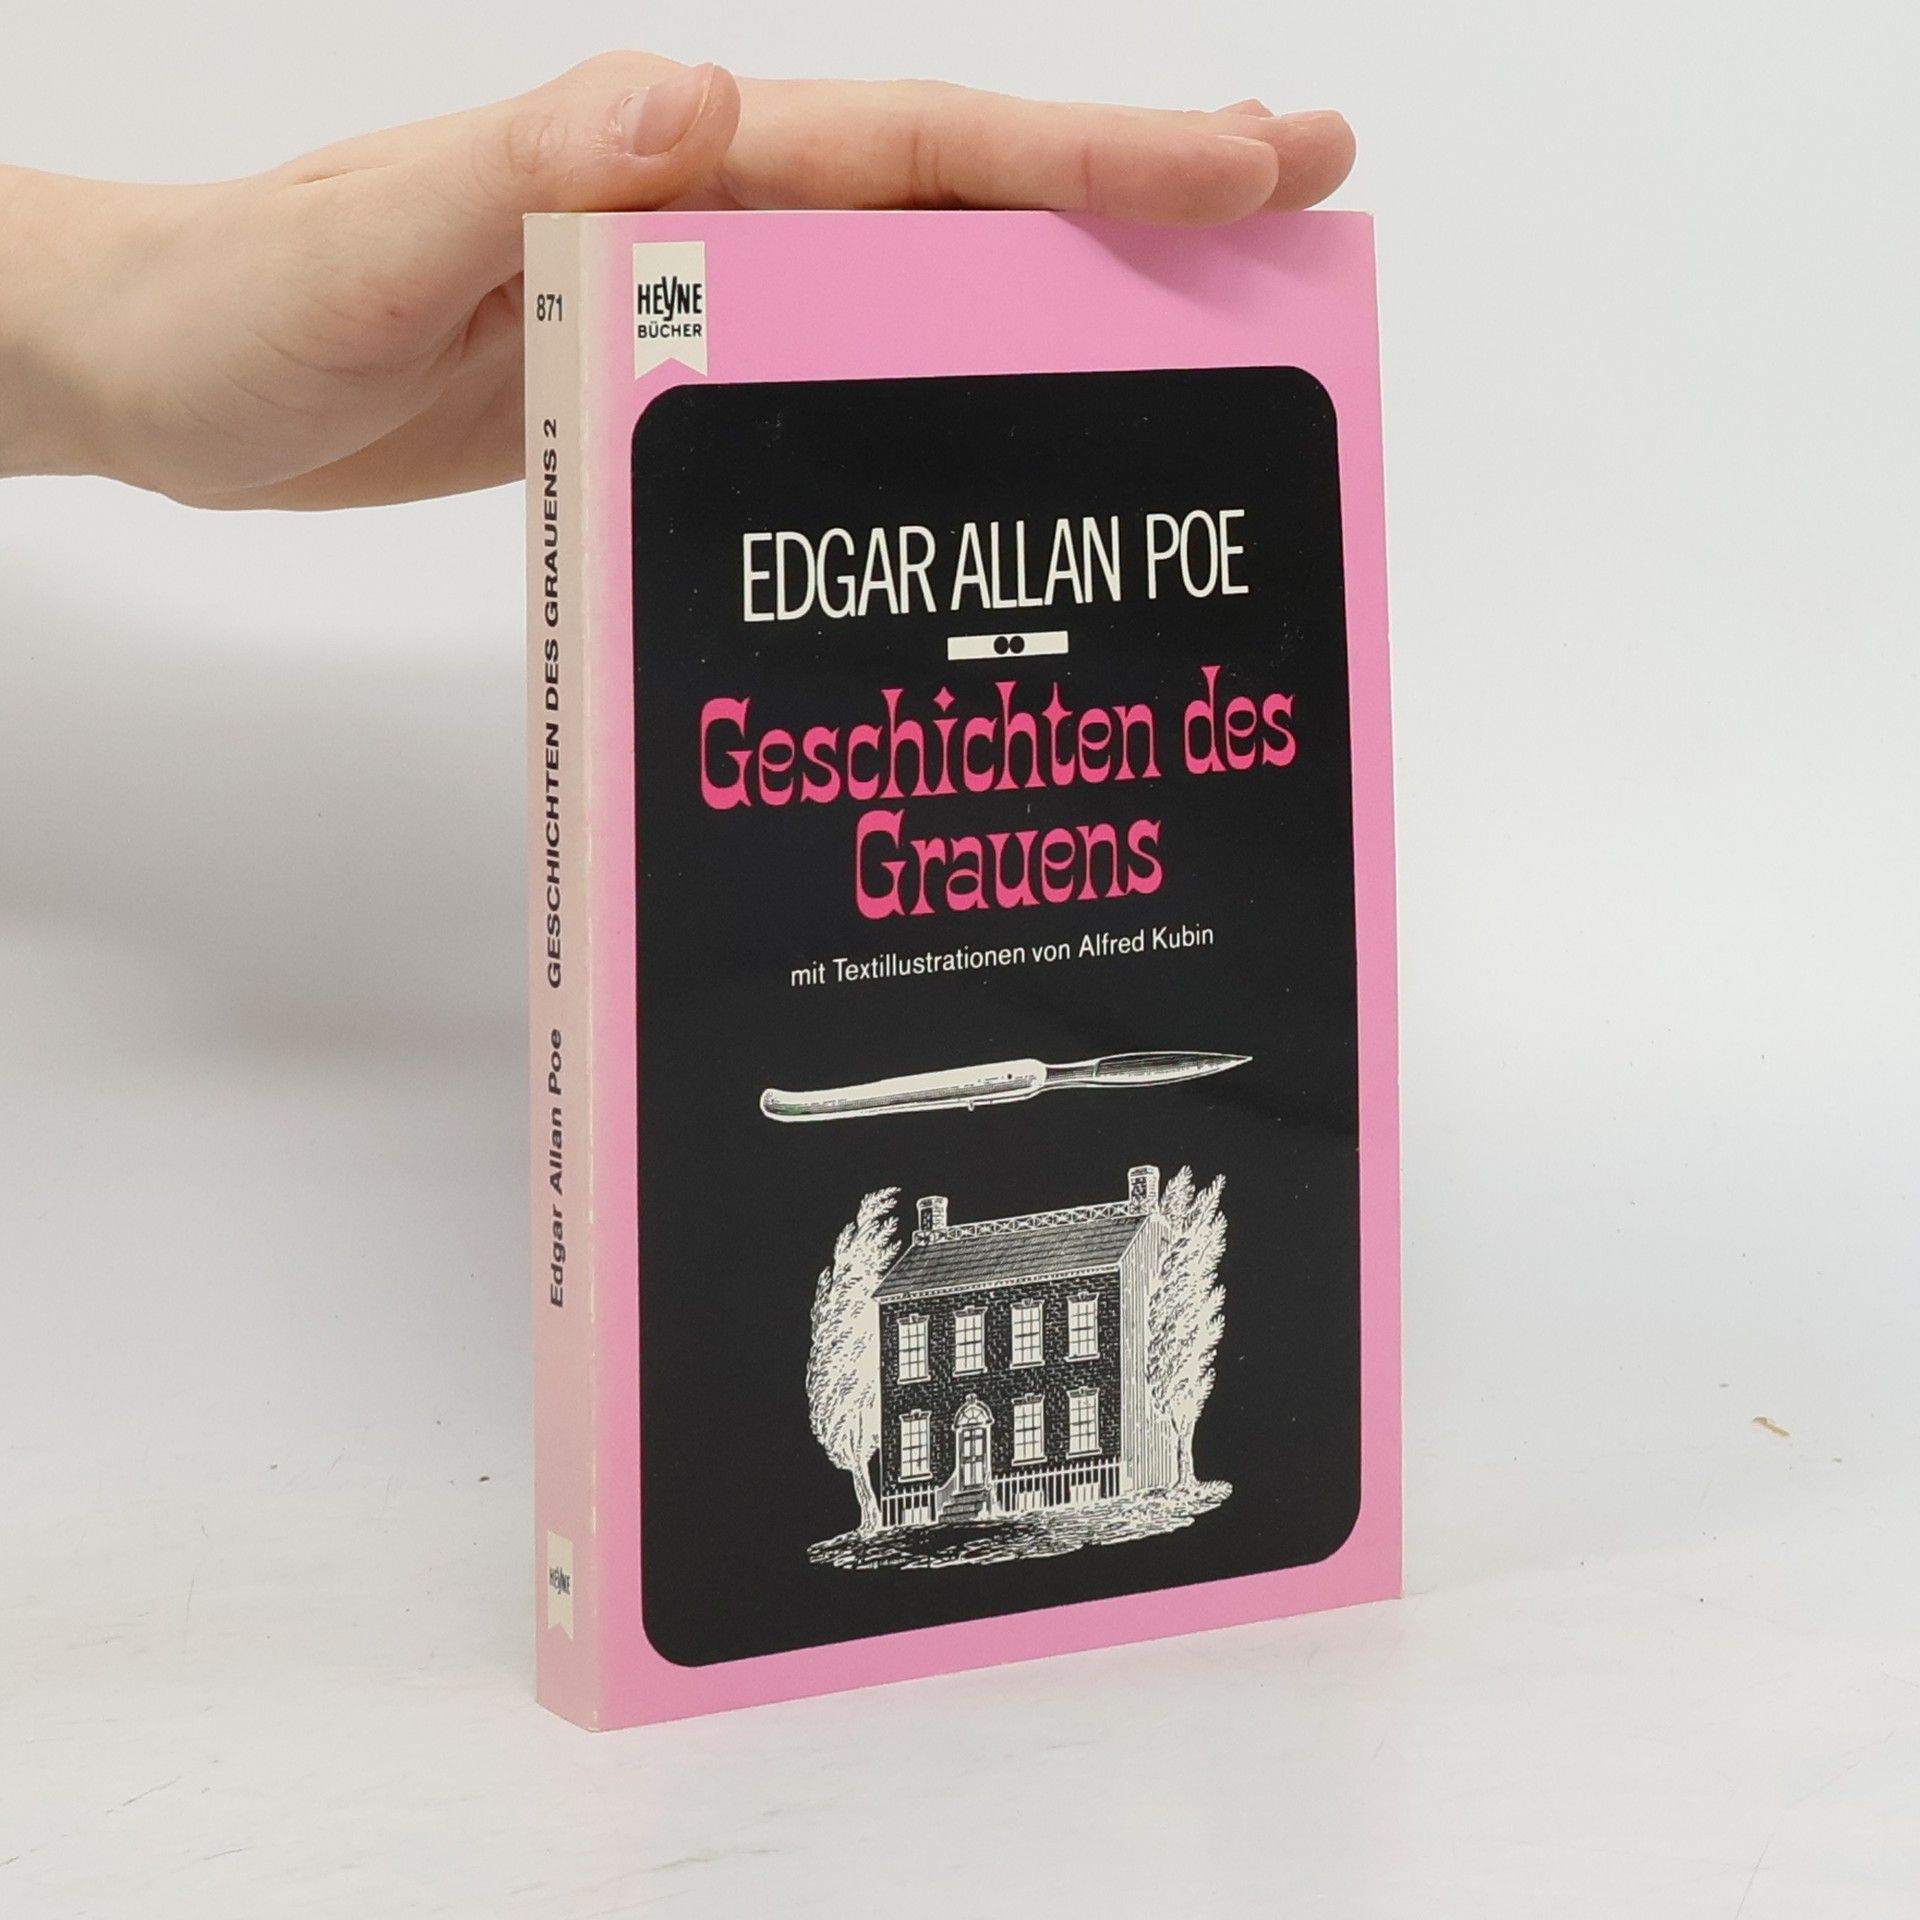 871
Edgar Allan Poe GESCHICHTEN DES GRAUENS 2
HEYNE
HEYNE
BÜCHER
EDGAR ALLAN POE
Geschichten des
Grauens
mit Textillustrationen von Alfred Kubin